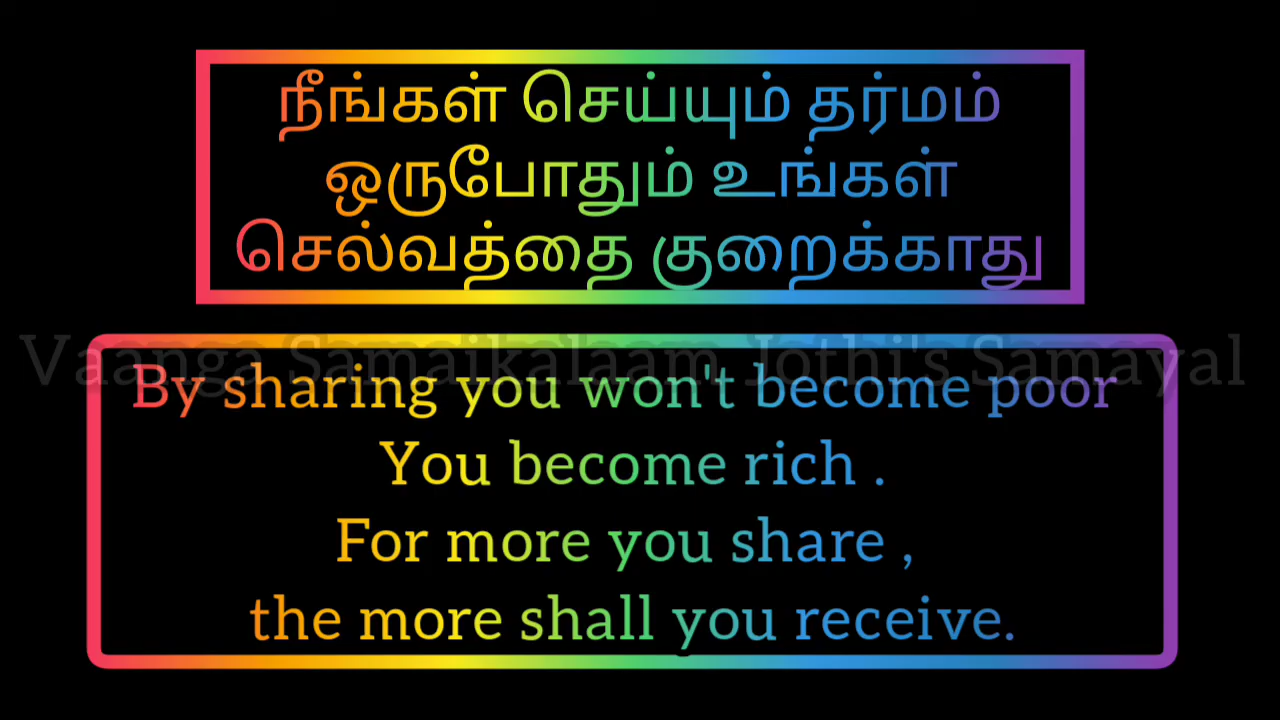 நீங்கள் செய்யும் தர்மம்
ஒருபோதும் உங்கள்
செல்வத்தை குறைக்காது
Vaanga Samaikalaam Jothi's Samayal
By sharing you won't become poor
You become rich .
For more you share ,
the more shall you receive.